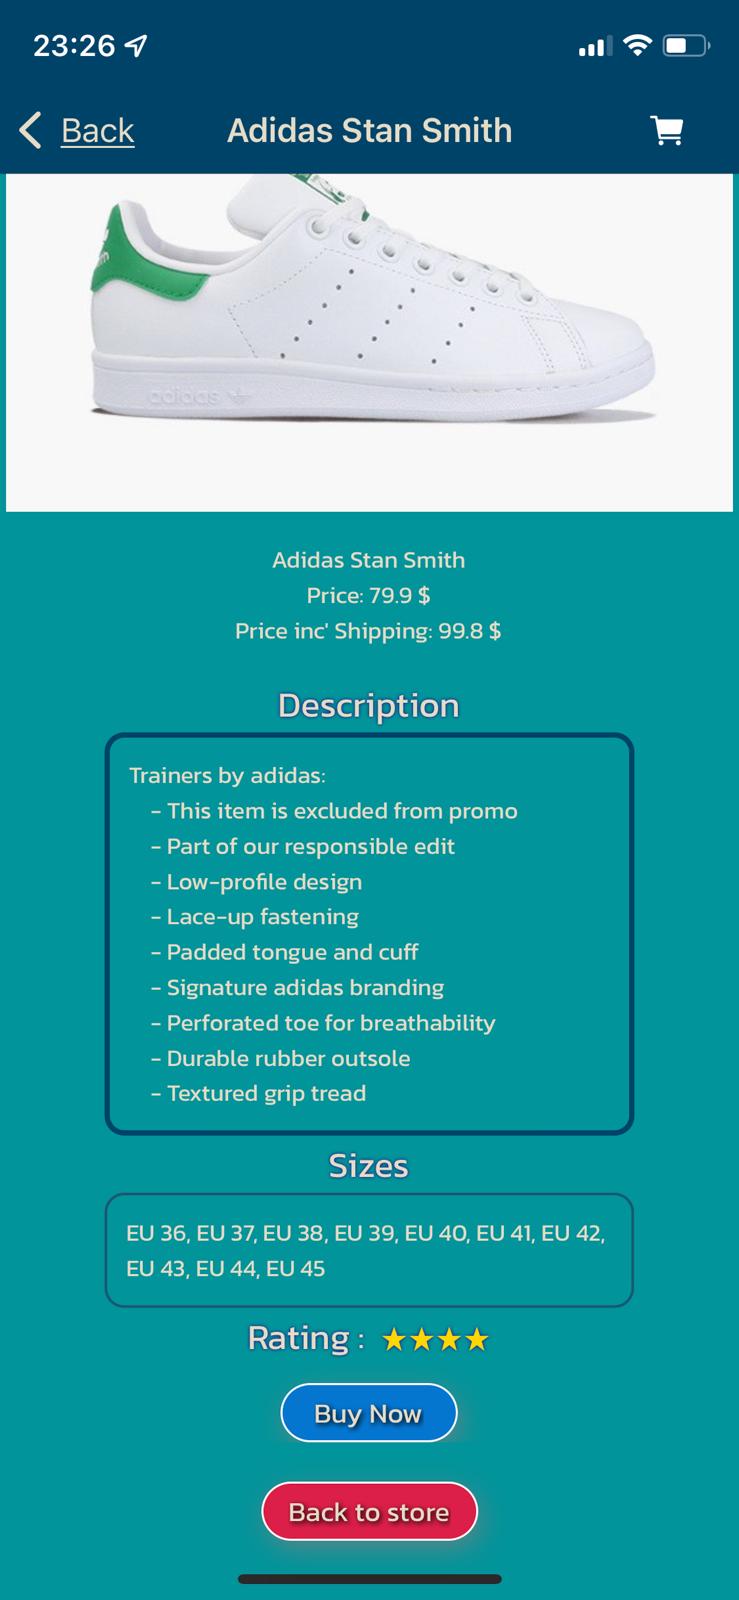 23:26
Back
Adidas Stan Smith
adidas
Adidas Stan Smith
Price: 79.9 $
Price inc' Shipping: 99.8 $
Description
Trainers by adidas:
- This item is excluded from promo
- Part of our responsible edit
- Low-profile design
- Lace-up fastening
- Padded tongue and cuff
- Signature adidas branding
- Perforated toe for breathability
- Durable rubber outsole
- Textured grip tread
Sizes
EU 36, EU 37, EU 38, EU 39, EU 40, EU 41, EU 42,
EU 43, EU 44, EU 45
Rating : ★★★★
Buy Now
Back to store